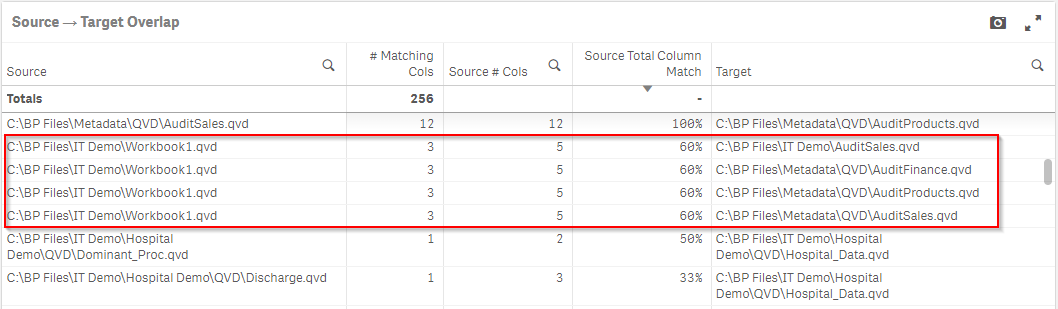 Source → Target Overlap
Source # Matching Cols Source # Cols Source Total Column Match Target
Totals 256 -
C:\BP Files\Metadata\QVD\AuditSales.qvd 12 12 100% C:\BP Files\Metadata\QVD\AuditProducts.qvd
C:\BP Files\IT Demo\Workbook1.qvd 3 5 60% C:\BP Files\IT Demo\AuditSales.qvd
C:\BP Files\IT Demo\Workbook1.qvd 3 5 60% C:\BP Files\Metadata\QVD\AuditFinance.qvd
C:\BP Files\IT Demo\Workbook1.qvd 3 5 60% C:\BP Files\Metadata\QVD\AuditProducts.qvd
C:\BP Files\IT Demo\Workbook1.qvd 3 5 60% C:\BP Files\Metadata\QVD\AuditSales.qvd
C:\BP Files\IT Demo\Hospital 1 2 50% C:\BP Files\IT Demo\Hospital
Demo\QVD\Dominant_Proc.qvd Demo\QVD\Hospital_Data.qvd
C:\BP Files\IT Demo\Hospital Demo\QVD\Discharge.qvd 1 3 33% C:\BP Files\IT Demo\Hospital
Demo\QVD\Hospital_Data.qvd